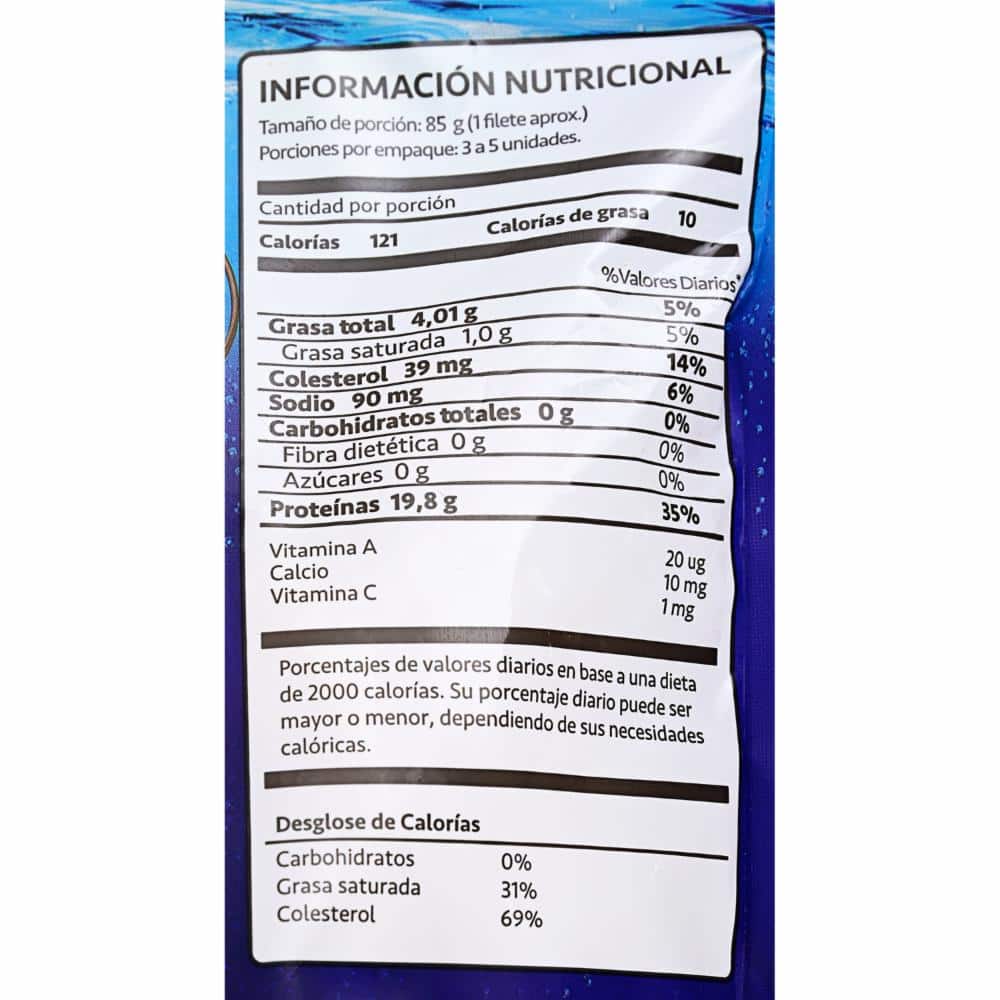 INFORMACIÓN NUTRICIONAL
Tamaño de porción: 85 g (1 filete aprox.)
Porciones por empaque: 3 a 5 unidades.
Cantidad por porción
Calorías 121 Calorías de grasa 10
%Valores Diarios*
Grasa total 4,01 g 5%
Grasa saturada 1,0 g 5%
Colesterol 39 mg 14%
Sodio 90 mg 6%
Carbohidratos totales 0 g 0%
Fibra dietética 0 g 0%
Azúcares 0 g 0%
Proteínas 19,8 g 35%
Vitamina A 20 ug
Calcio 10 mg
Vitamina C 1 mg
Porcentajes de valores diarios en base a una dieta
de 2000 calorías. Su porcentaje diario puede ser
mayor o menor, dependiendo de sus necesidades
calóricas.
Desglose de Calorías
Carbohidratos 0%
Grasa saturada 31%
Colesterol 69%